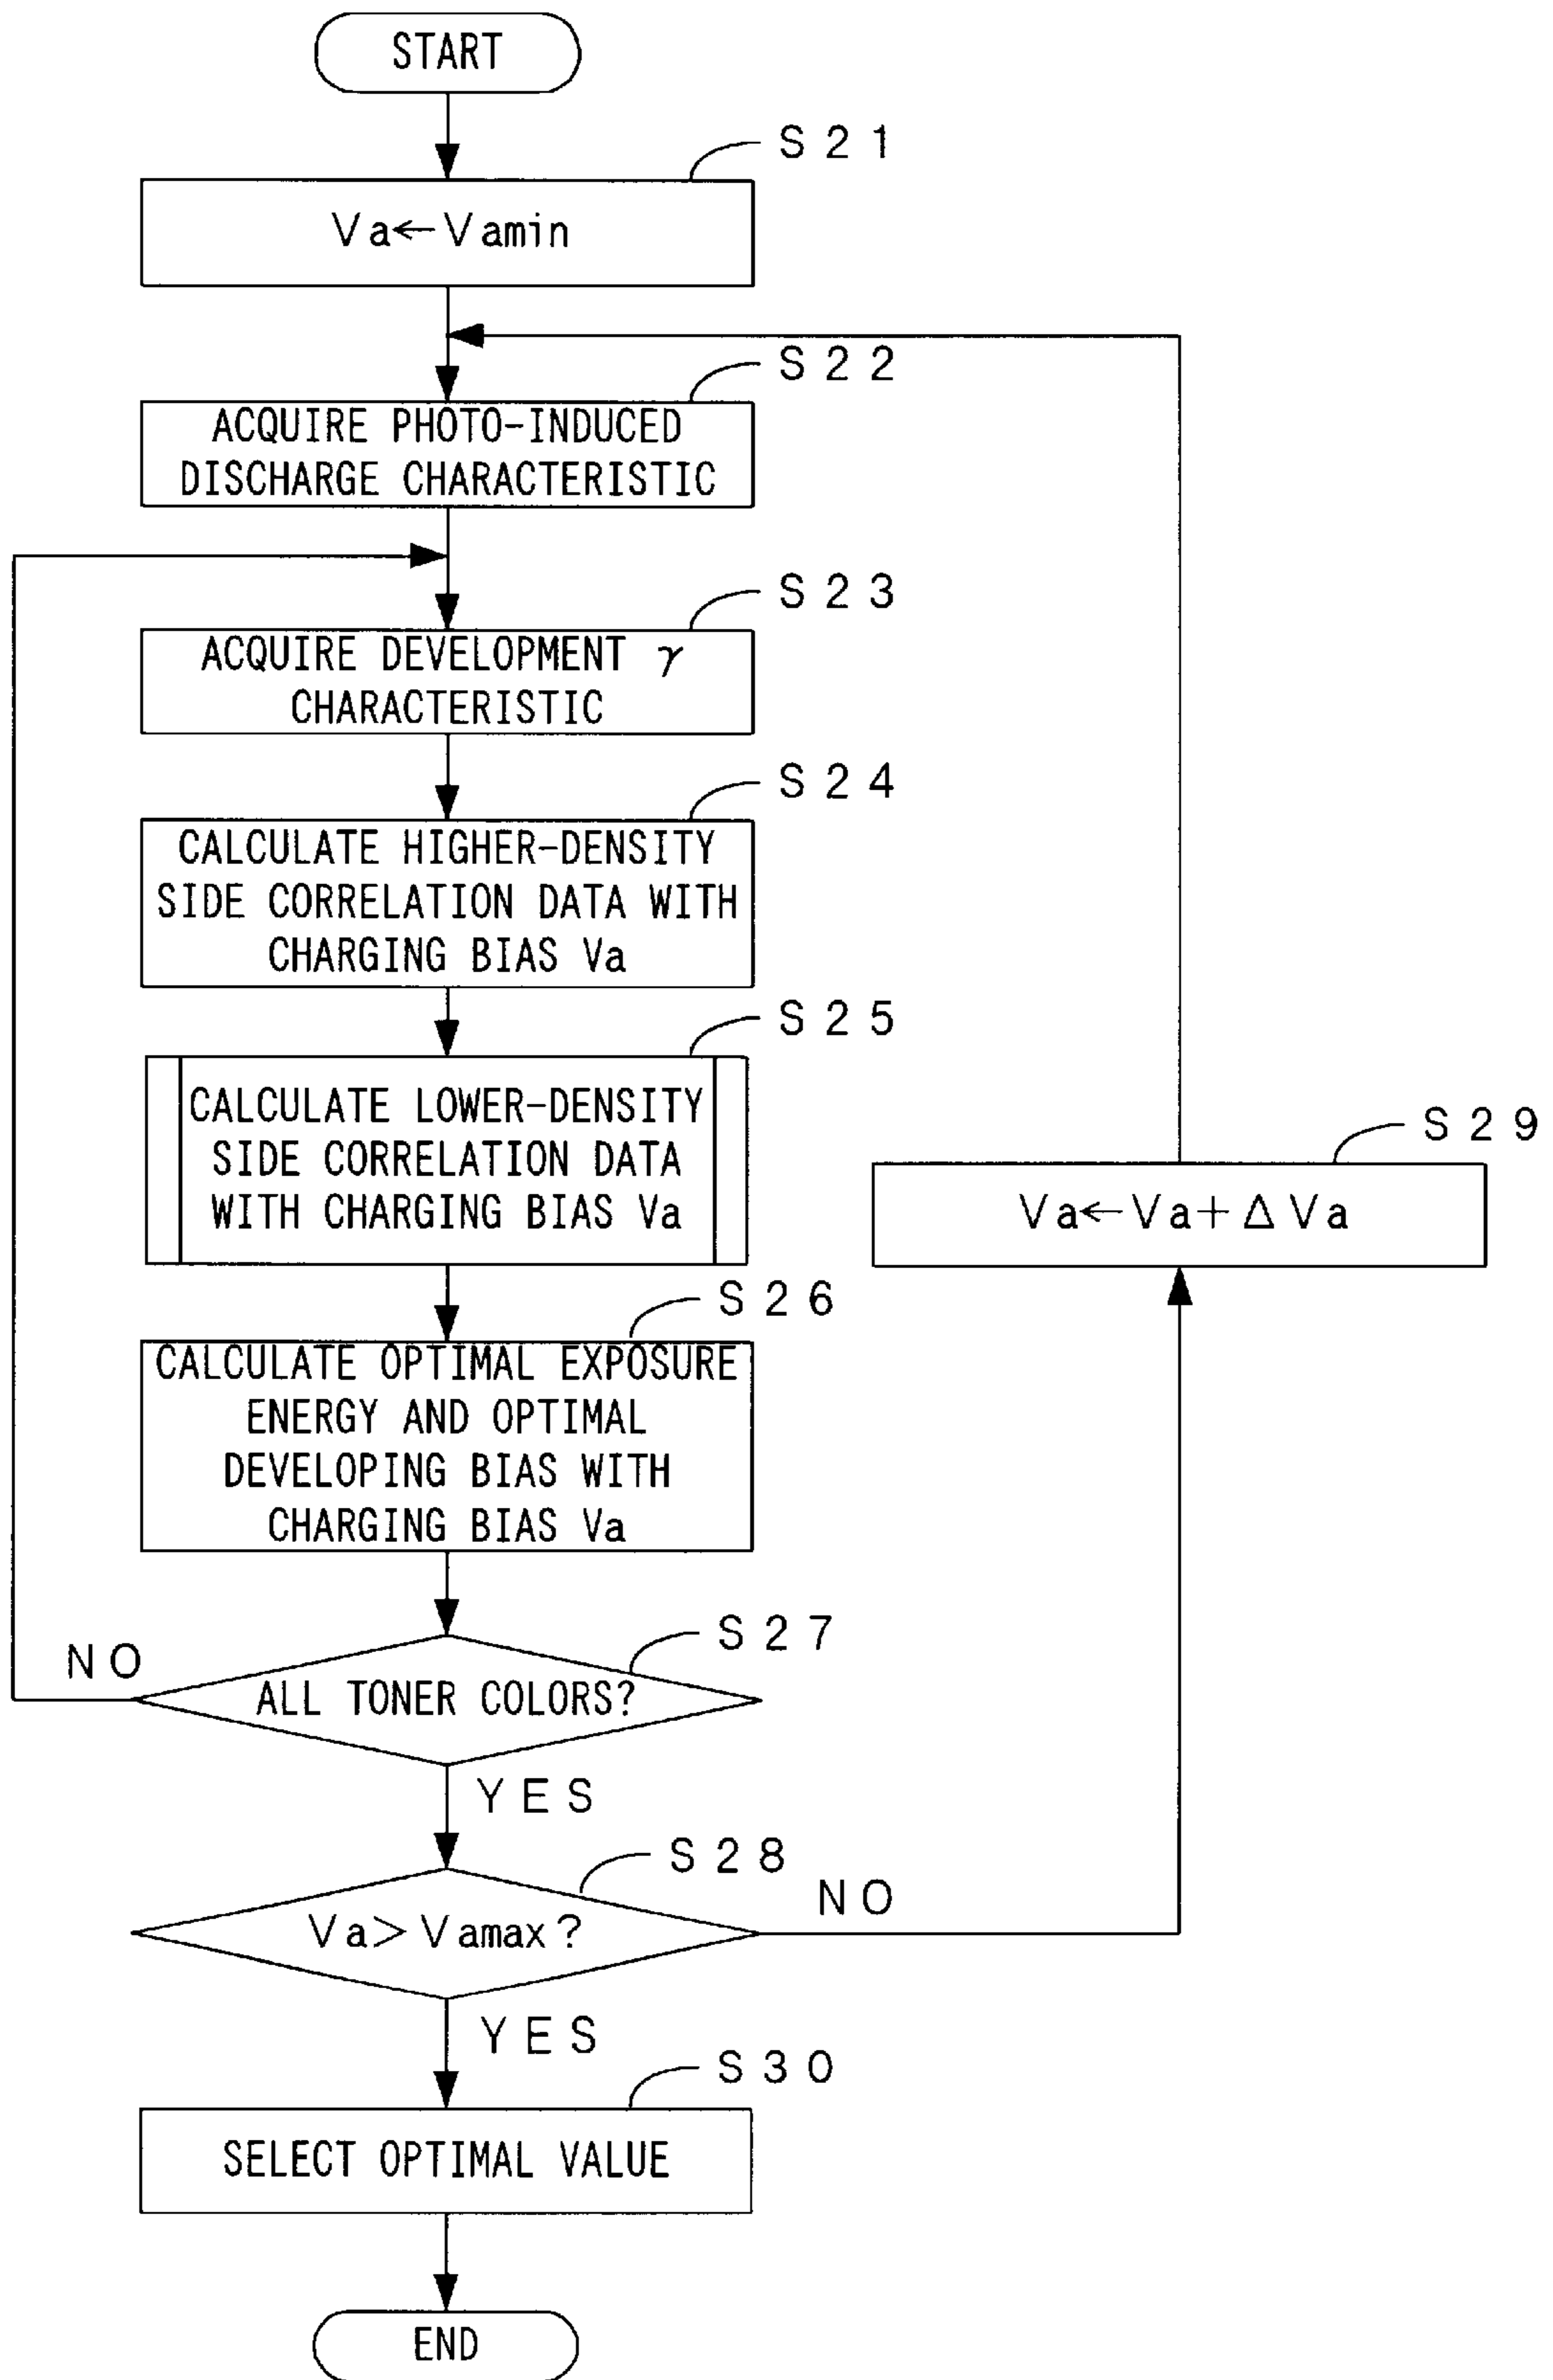 START
S21
Va←Vamin
S22
ACQUIRE PHOTO-INDUCED
DISCHARGE CHARACTERISTIC
S23
ACQUIRE DEVELOPMENT γ
CHARACTERISTIC
S24
CALCULATE HIGHER-DENSITY
SIDE CORRELATION DATA WITH
CHARGING BIAS Va
S25
CALCULATE LOWER-DENSITY
SIDE CORRELATION DATA
WITH CHARGING BIAS Va
S29
Va←Va+ΔVa
S26
CALCULATE OPTIMAL EXPOSURE
ENERGY AND OPTIMAL
DEVELOPING BIAS WITH
CHARGING BIAS Va
S27
NO
ALL TONER COLORS?
YES
S28
NO
Va>Vamax?
YES
S30
SELECT OPTIMAL VALUE
END